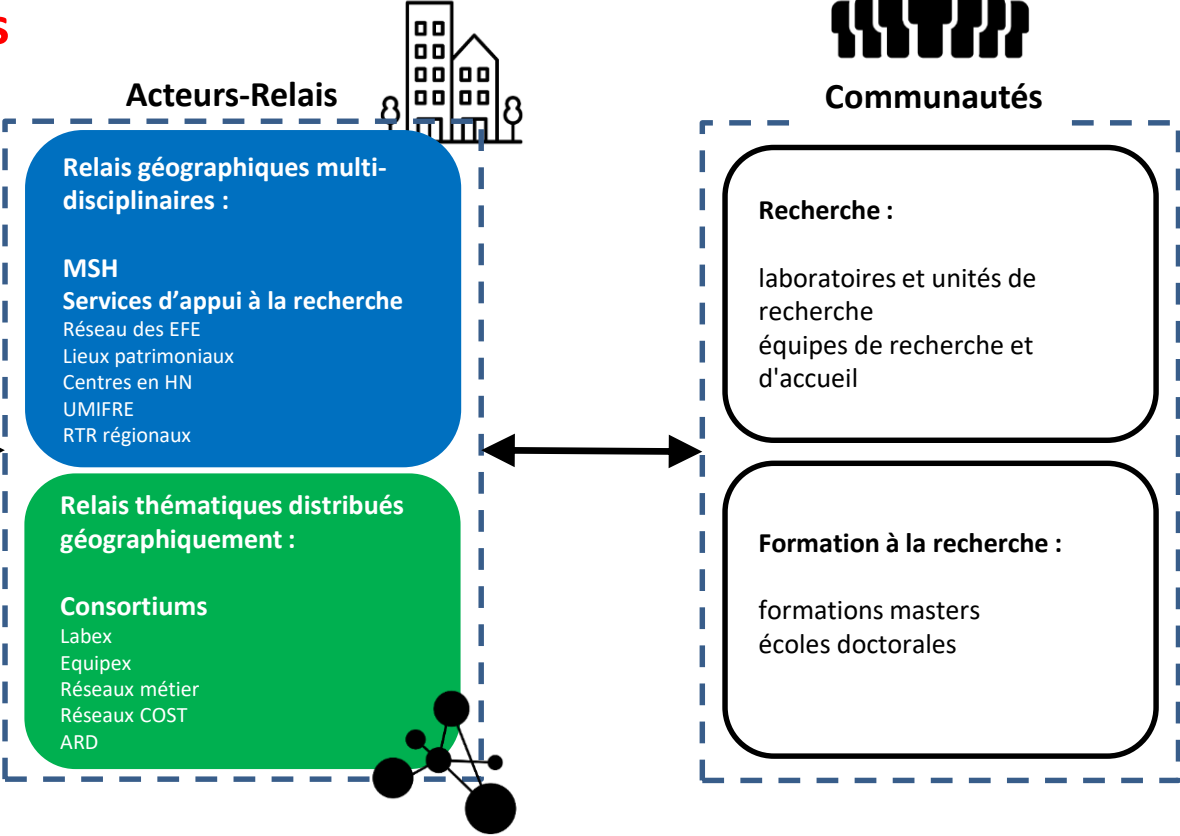 s
Acteurs-Relais
Relais géographiques multi-
disciplinaires :
MSH
Services d’appui à la recherche
Réseau des EFE
Lieux patrimoniaux
Centres en HN
UMIFRE
RTR régionaux
Relais thématiques distribués
géographiquement :
Consortiums
Labex
Equipex
Réseaux métier
Réseaux COST
ARD
Communautés
Recherche :
laboratoires et unités de
recherche
équipes de recherche et
d'accueil
Formation à la recherche :
formations masters
écoles doctorales